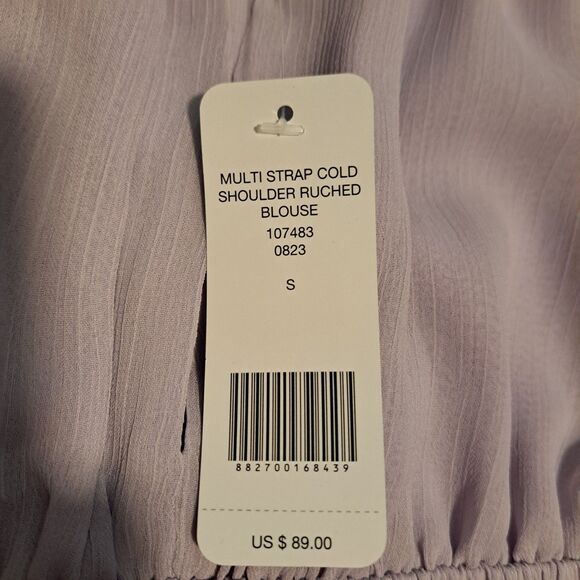 MULTI STRAP COLD
SHOULDER RUCHED
BLOUSE
107483
0823
S
882700168439
US $ 89.00